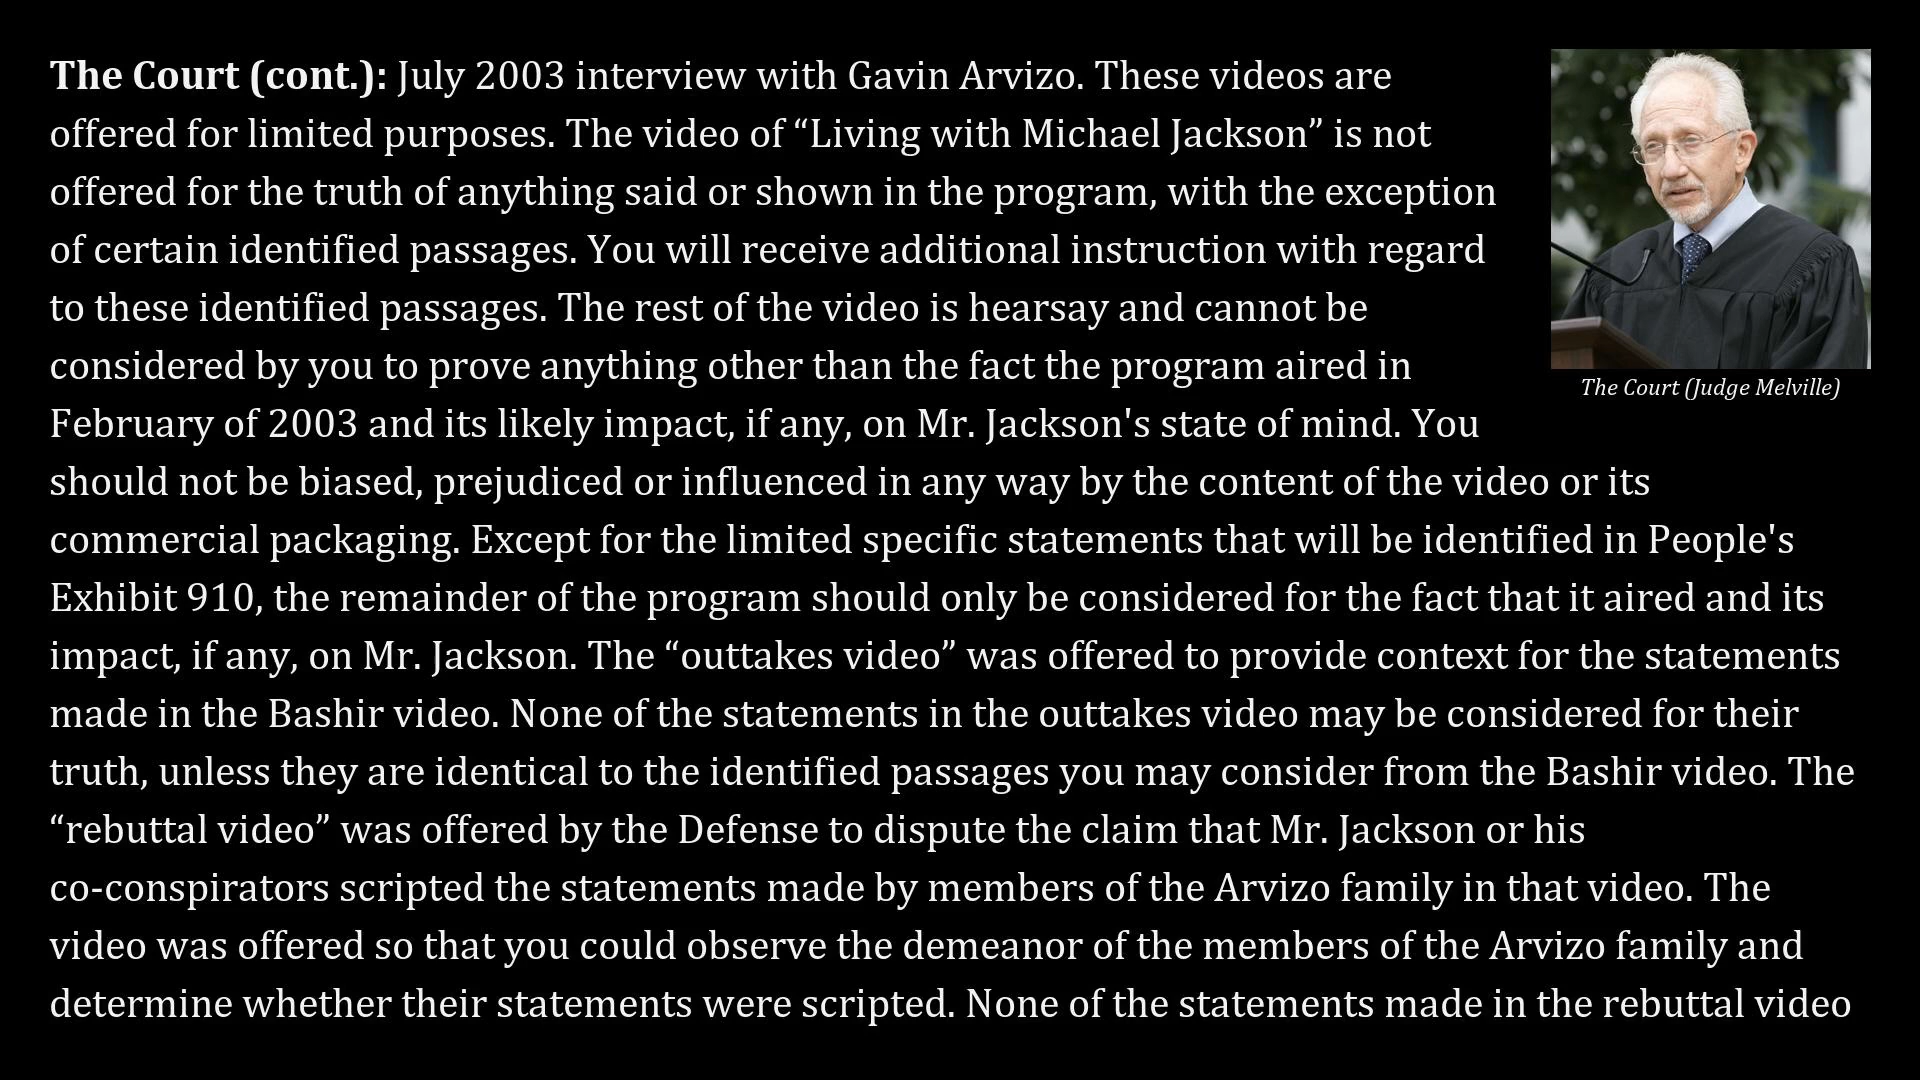 The Court (cont.): July 2003 interview with Gavin Arvizo. These videos are
offered for limited purposes. The video of “Living with Michael Jackson” is not
offered for the truth of anything said or shown in the program, with the exception
of certain identified passages. You will receive additional instruction with regard
to these identified passages. The rest of the video is hearsay and cannot be
considered by you to prove anything other than the fact the program aired in
February of 2003 and its likely impact, if any, on Mr. Jackson's state of mind. You
should not be biased, prejudiced or influenced in any way by the content of the video or its
commercial packaging. Except for the limited specific statements that will be identified in People's
Exhibit 910, the remainder of the program should only be considered for the fact that it aired and its
impact, if any, on Mr. Jackson. The “outtakes video” was offered to provide context for the statements
made in the Bashir video. None of the statements in the outtakes video may be considered for their
truth, unless they are identical to the identified passages you may consider from the Bashir video. The
“rebuttal video” was offered by the Defense to dispute the claim that Mr. Jackson or his
co-conspirators scripted the statements made by members of the Arvizo family in that video. The
video was offered so that you could observe the demeanor of the members of the Arvizo family and
determine whether their statements were scripted. None of the statements made in the rebuttal video
The Court (Judge Melville)